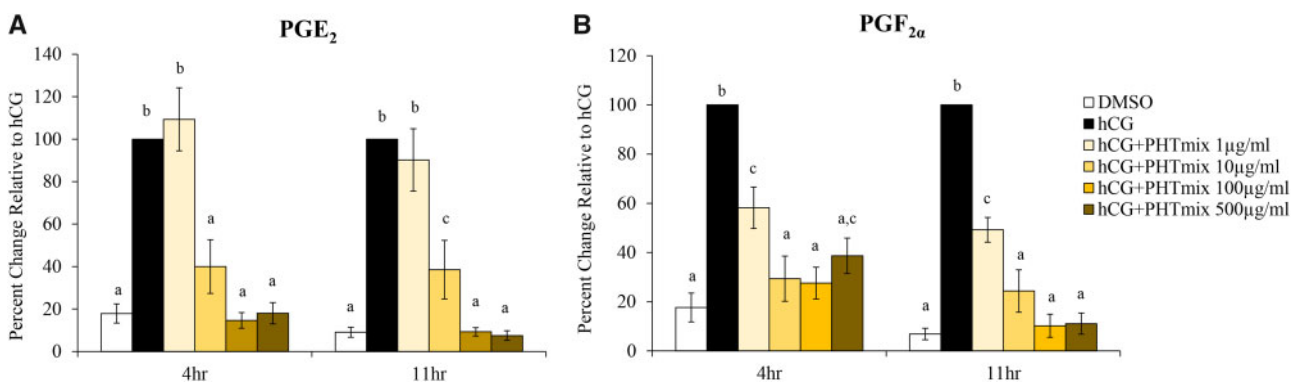 A
PGE2
Percent Change Relative to hCG
140
120
100
80
60
40
20
0
a
b
b
a
a
a
a
b
b
c
a
a
4hr
11hr
B
PGF2α
Percent Change Relative to hCG
120
100
80
60
40
20
0
a
b
c
a
a
a,c
a
b
c
a
a
a
4hr
11hr
DMSO
hCG
hCG+PHTmix 1µg/ml
hCG+PHTmix 10µg/ml
hCG+PHTmix 100µg/ml
hCG+PHTmix 500µg/ml